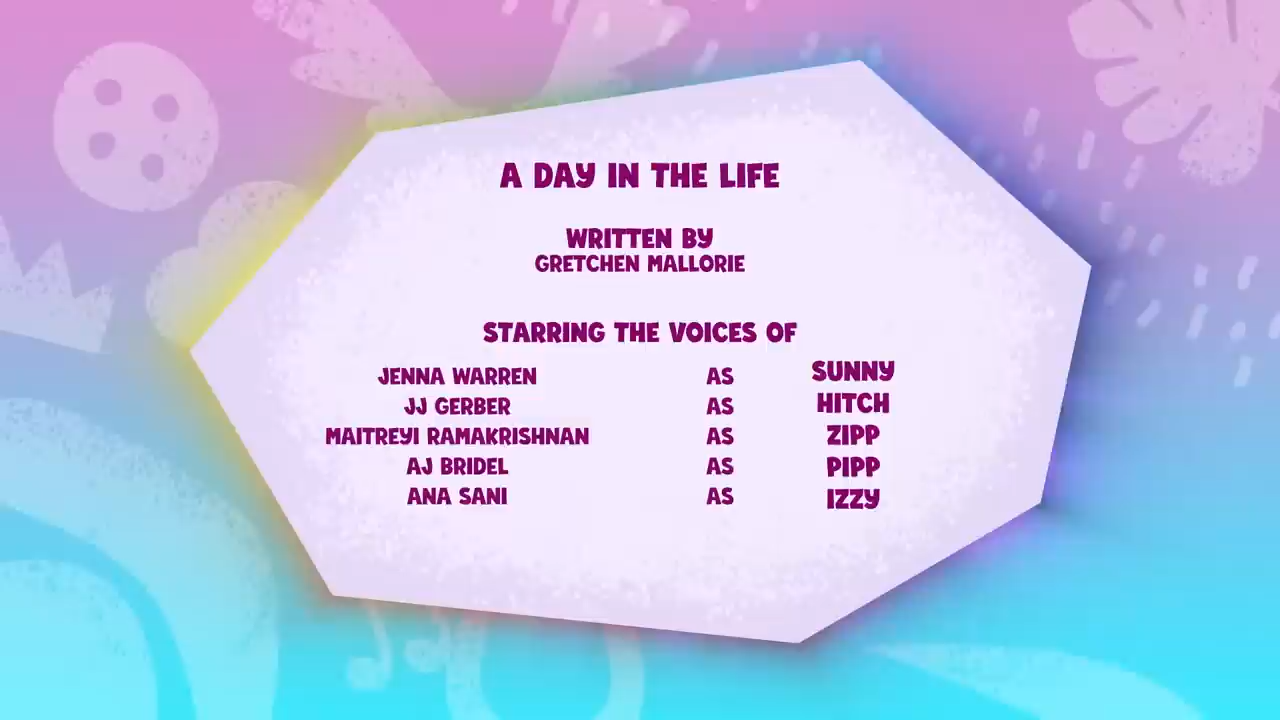 A DAY IN THE LIFE
WRITTEN BY
GRETCHEN MALLORIE
STARRING THE VOICES OF
JENNA WARREN AS SUNNY
JJ GERBER AS HITCH
MAITREYI RAMAKRISHNAN AS ZIPP
AJ BRIDEL AS PIPP
ANA SANI AS IZZY